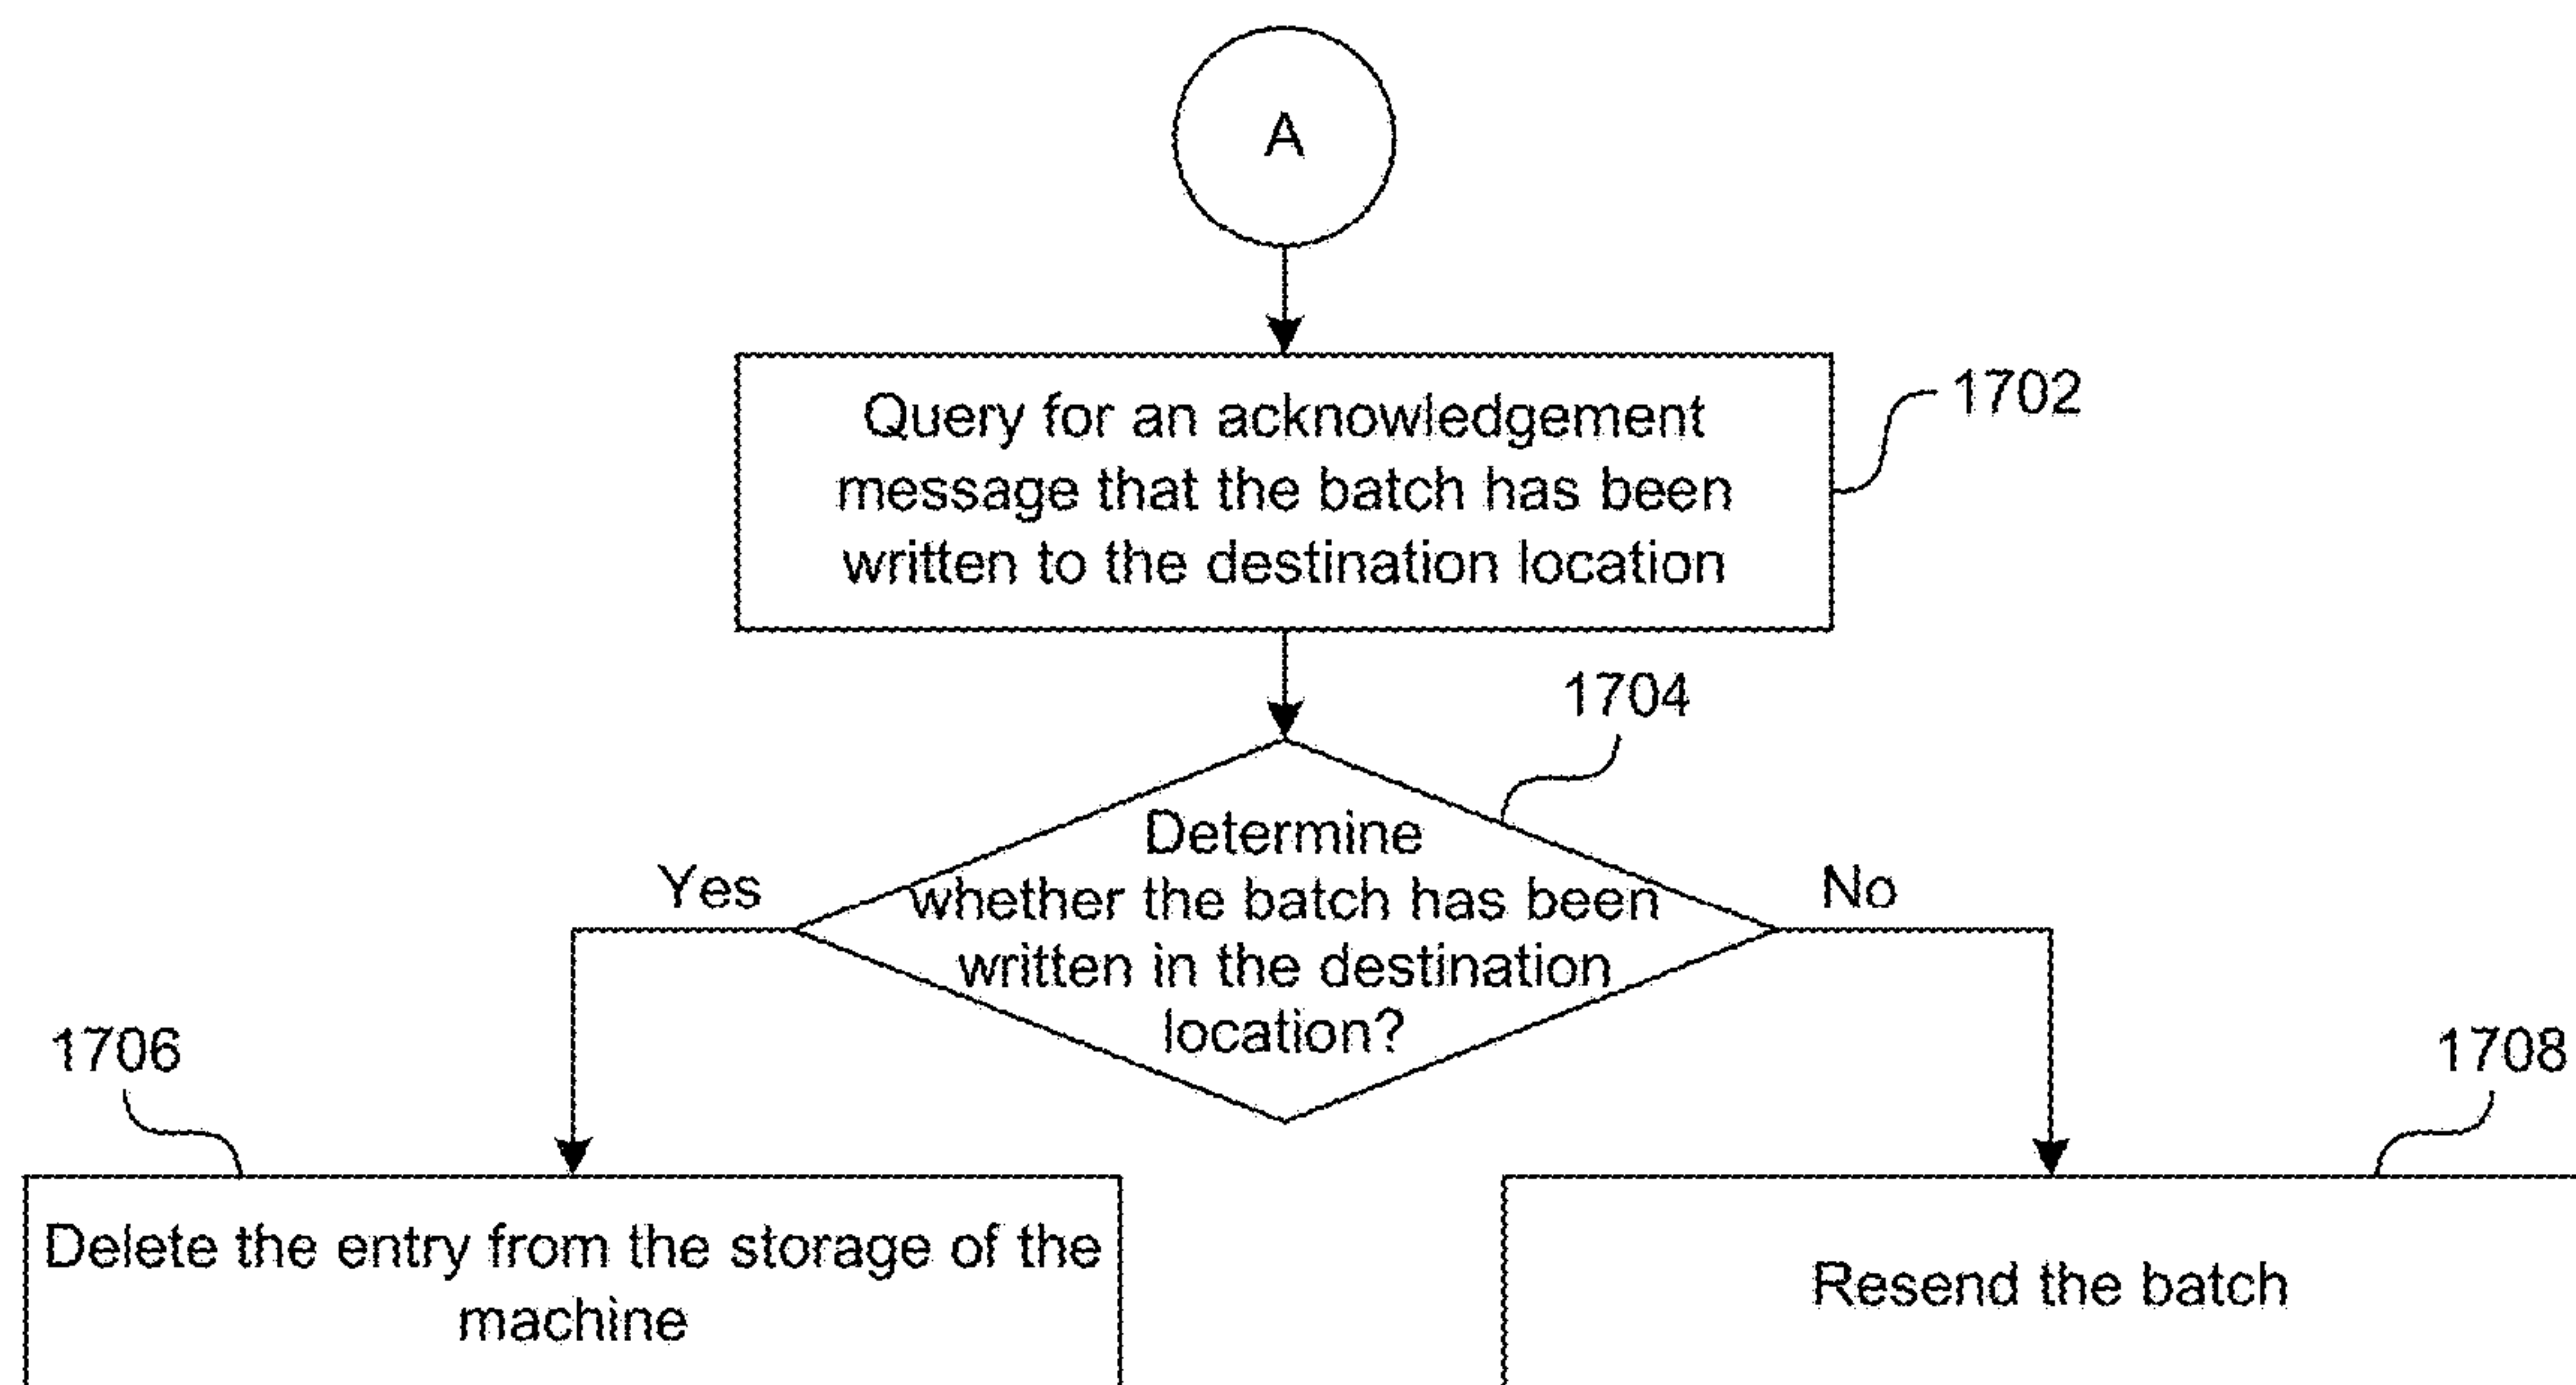 A
Query for an acknowledgement
message that the batch has been
written to the destination location
1702
1704
Determine
whether the batch has been
written in the destination
location?
Yes
No
1706
1708
Delete the entry from the storage of the
machine
Resend the batch